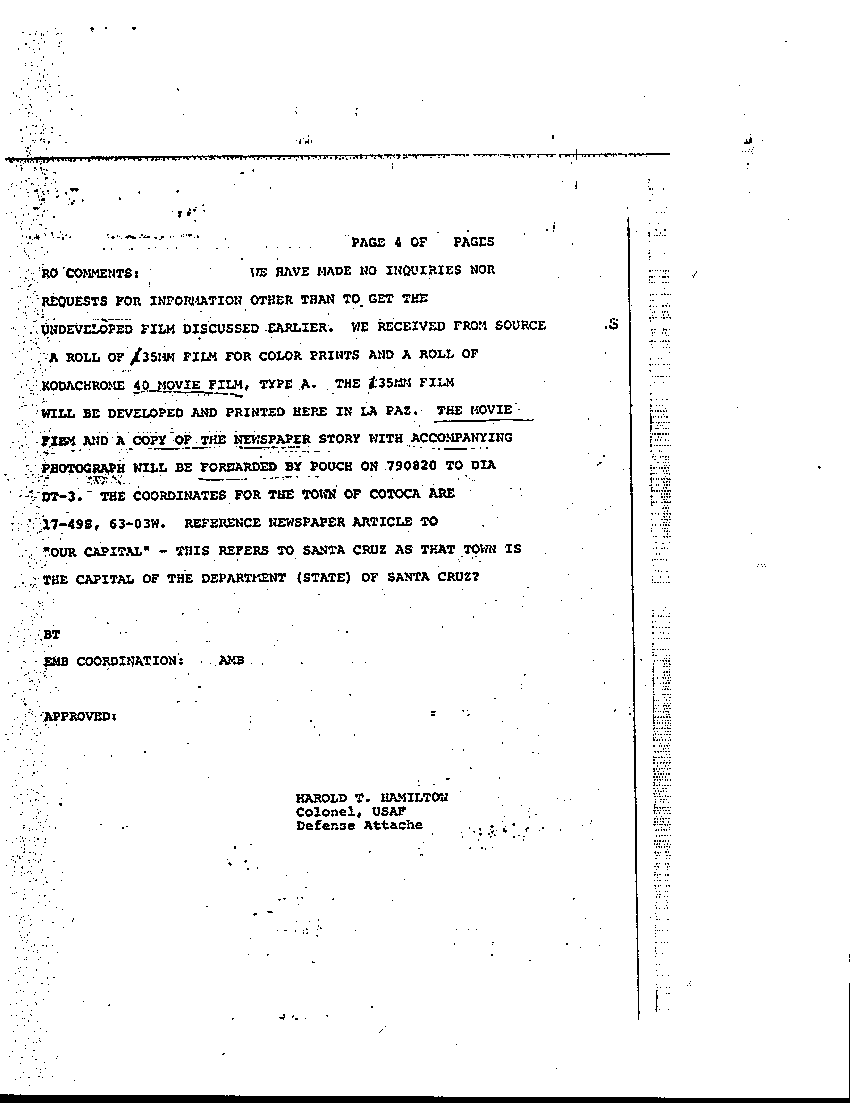 PAGE 4 OF PAGES
RO COMMENTS: WE HAVE MADE NO INQUIRIES NOR
REQUESTS FOR INFORMATION OTHER THAN TO GET THE
UNDEVELOPED FILM DISCUSSED EARLIER. WE RECEIVED FROM SOURCE .S
A ROLL OF 35MM FILM FOR COLOR PRINTS AND A ROLL OF
KODACHROME 40 MOVIE FILM, TYPE A. THE 35MM FILM
WILL BE DEVELOPED AND PRINTED HERE IN LA PAZ. THE MOVIE
FILM AND A COPY OF THE NEWSPAPER STORY WITH ACCOMPANYING
PHOTOGRAPH WILL BE FORWARDED BY POUCH ON 790820 TO DIA
DT-3. THE COORDINATES FOR THE TOWN OF COTOCA ARE
17-49S, 63-03W. REFERENCE NEWSPAPER ARTICLE TO
"OUR CAPITAL" - THIS REFERS TO SANTA CRUZ AS THAT TOWN IS
THE CAPITAL OF THE DEPARTMENT (STATE) OF SANTA CRUZ?
BT
EMB COORDINATION: AMB
APPROVED:
HAROLD T. HAMILTON
Colonel, USAF
Defense Attache